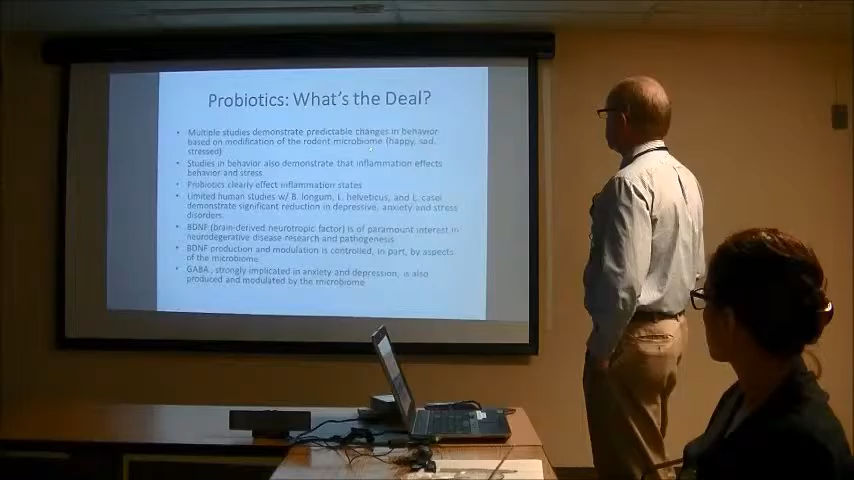 Probiotics: What's the Deal?
• Multiple studies demonstrate predictable changes in behavior
based on modification of the rodent microbiome (happy, sad,
stressed)
• Studies in behavior also demonstrate that inflammation effects
behavior and stress
• Probiotics clearly effect inflammation states
• Limited human studies w/ B. longum, L. helveticus, and L. casei
demonstrate significant reduction in depressive, anxiety and stress
disorders.
• BDNF (brain-derived neurotropic factor) is of paramount interest in
neurodegerative disease research and pathogenesis
• BDNF production and modulation is controlled, in part, by aspects
of the microbiome.
• GABA, strongly implicated in anxiety and depression, is also
produced and modulated by the microbiome